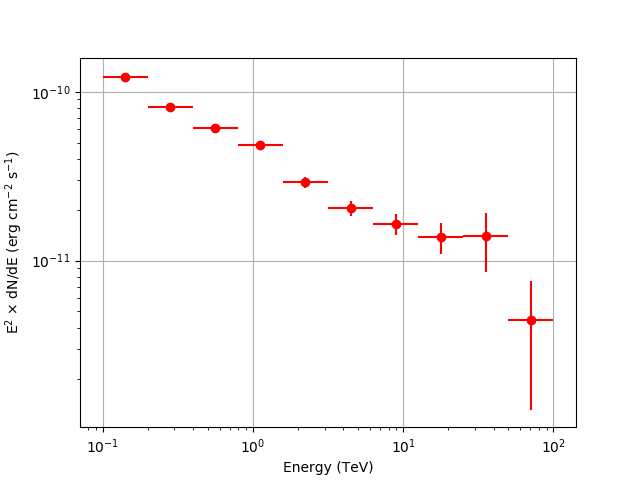 E² × dN/dE (erg cm⁻² s⁻¹)
10⁻¹⁰
10⁻¹¹
10⁻¹ 10⁰ 10¹ 10²
Energy (TeV)